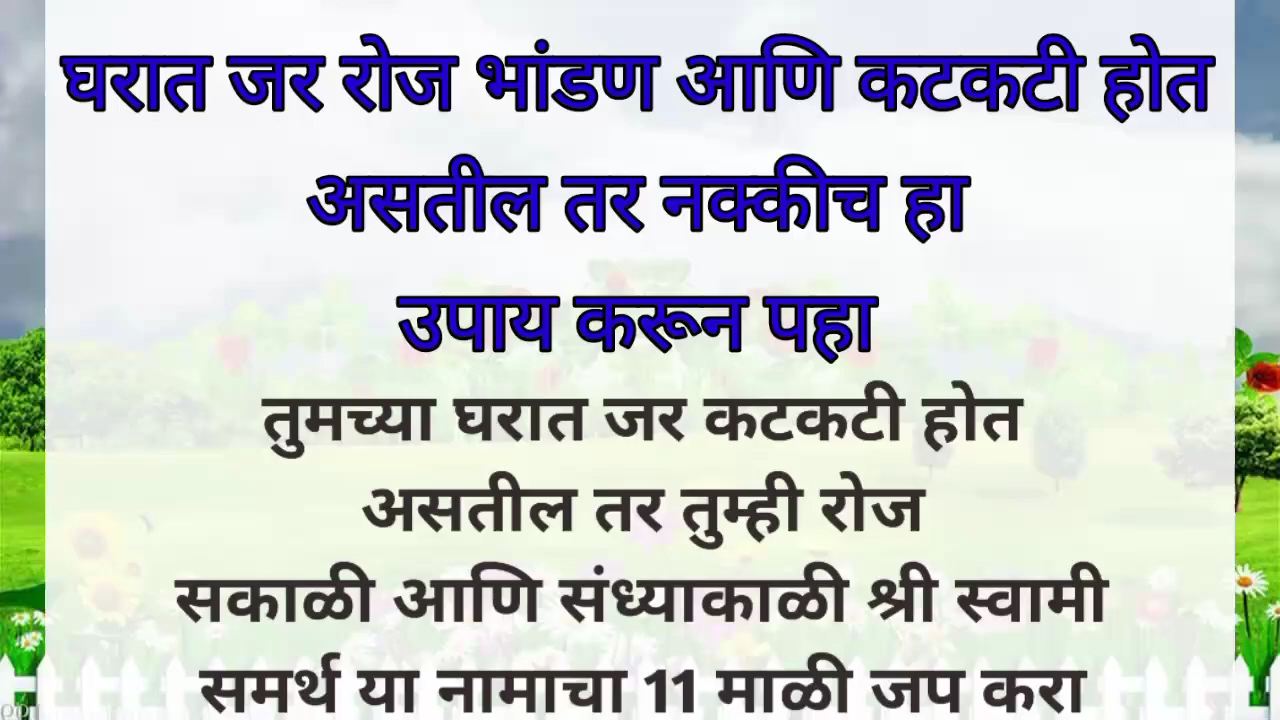 घरात जर रोज भांडण आणि कटकटी होत
असतील तर नक्कीच हा
उपाय करून पहा
तुमच्या घरात जर कटकटी होत
असतील तर तुम्ही रोज
सकाळी आणि संध्याकाळी श्री स्वामी
समर्थ या नामाचा 11 माळी जप करा